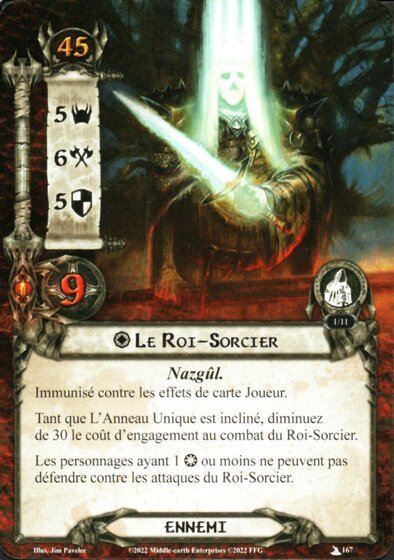 45
5
6
5
9
1/11
Le Roi-Sorcier
Nazgûl.
Immunisé contre les effets de carte Joueur.
Tant que L'Anneau Unique est incliné, diminuez
de 30 le coût d'engagement au combat du Roi-Sorcier.
Les personnages ayant 1 ou moins ne peuvent pas
défendre contre les attaques du Roi-Sorcier.
ENNEMI
Illus. Jim Pavelec ©2022 Middle-earth Enterprises ©2022 FFG 167